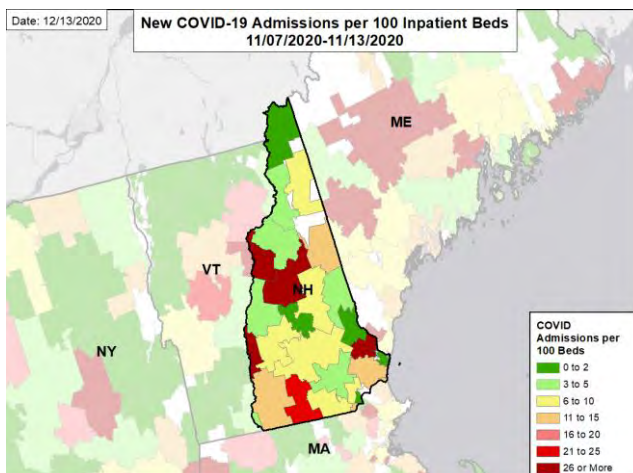 Date: 12/13/2020
New COVID-19 Admissions per 100 Inpatient Beds
11/07/2020-11/13/2020
ME
VT
NH
NY
MA
COVID
Admissions per
100 Beds
0 to 2
3 to 5
6 to 10
11 to 15
16 to 20
21 to 25
26 or More